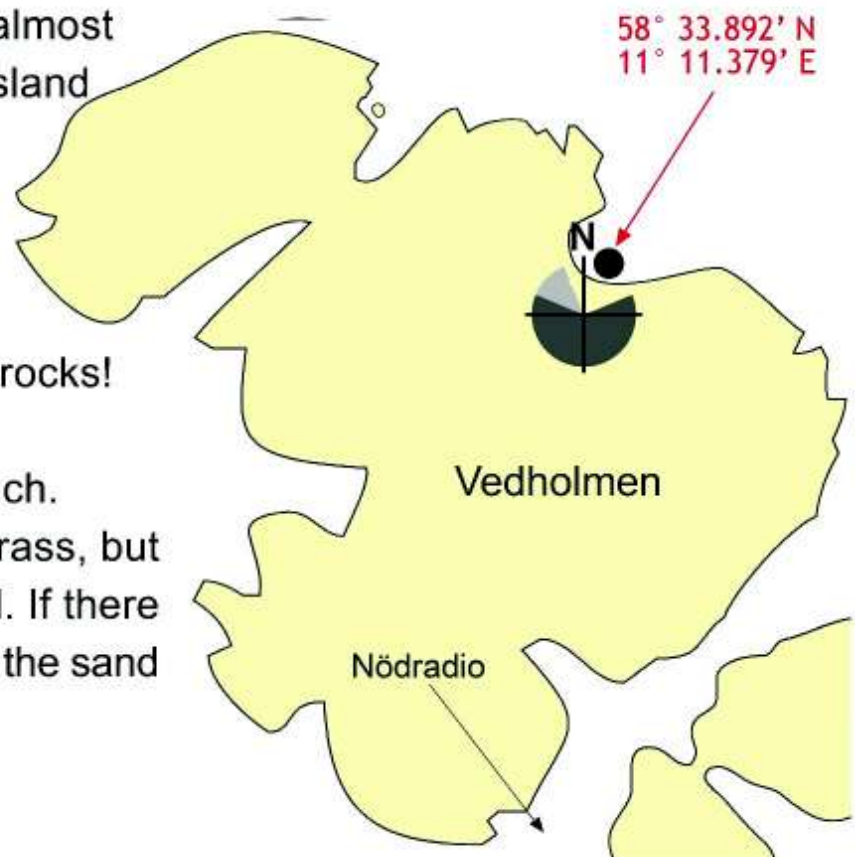 almost
sland
rocks!
ch.
rass, but
. If there
the sand
58° 33.892’ N
11° 11.379’ E
N
Vedholmen
Nödradio